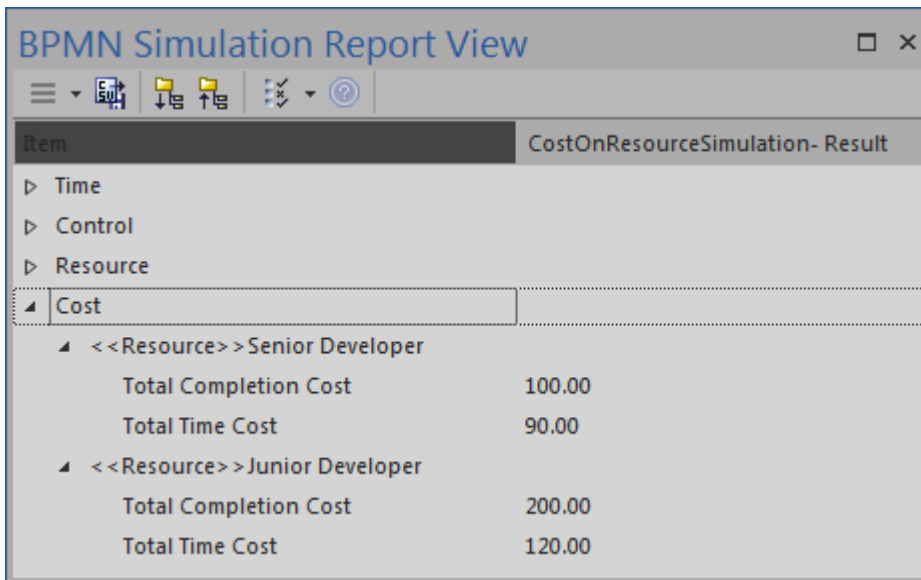 BPMN Simulation Report View
Item CostOnResourceSimulation- Result
Time
Control
Resource
Cost
<<Resource>>Senior Developer
Total Completion Cost 100.00
Total Time Cost 90.00
<<Resource>>Junior Developer
Total Completion Cost 200.00
Total Time Cost 120.00